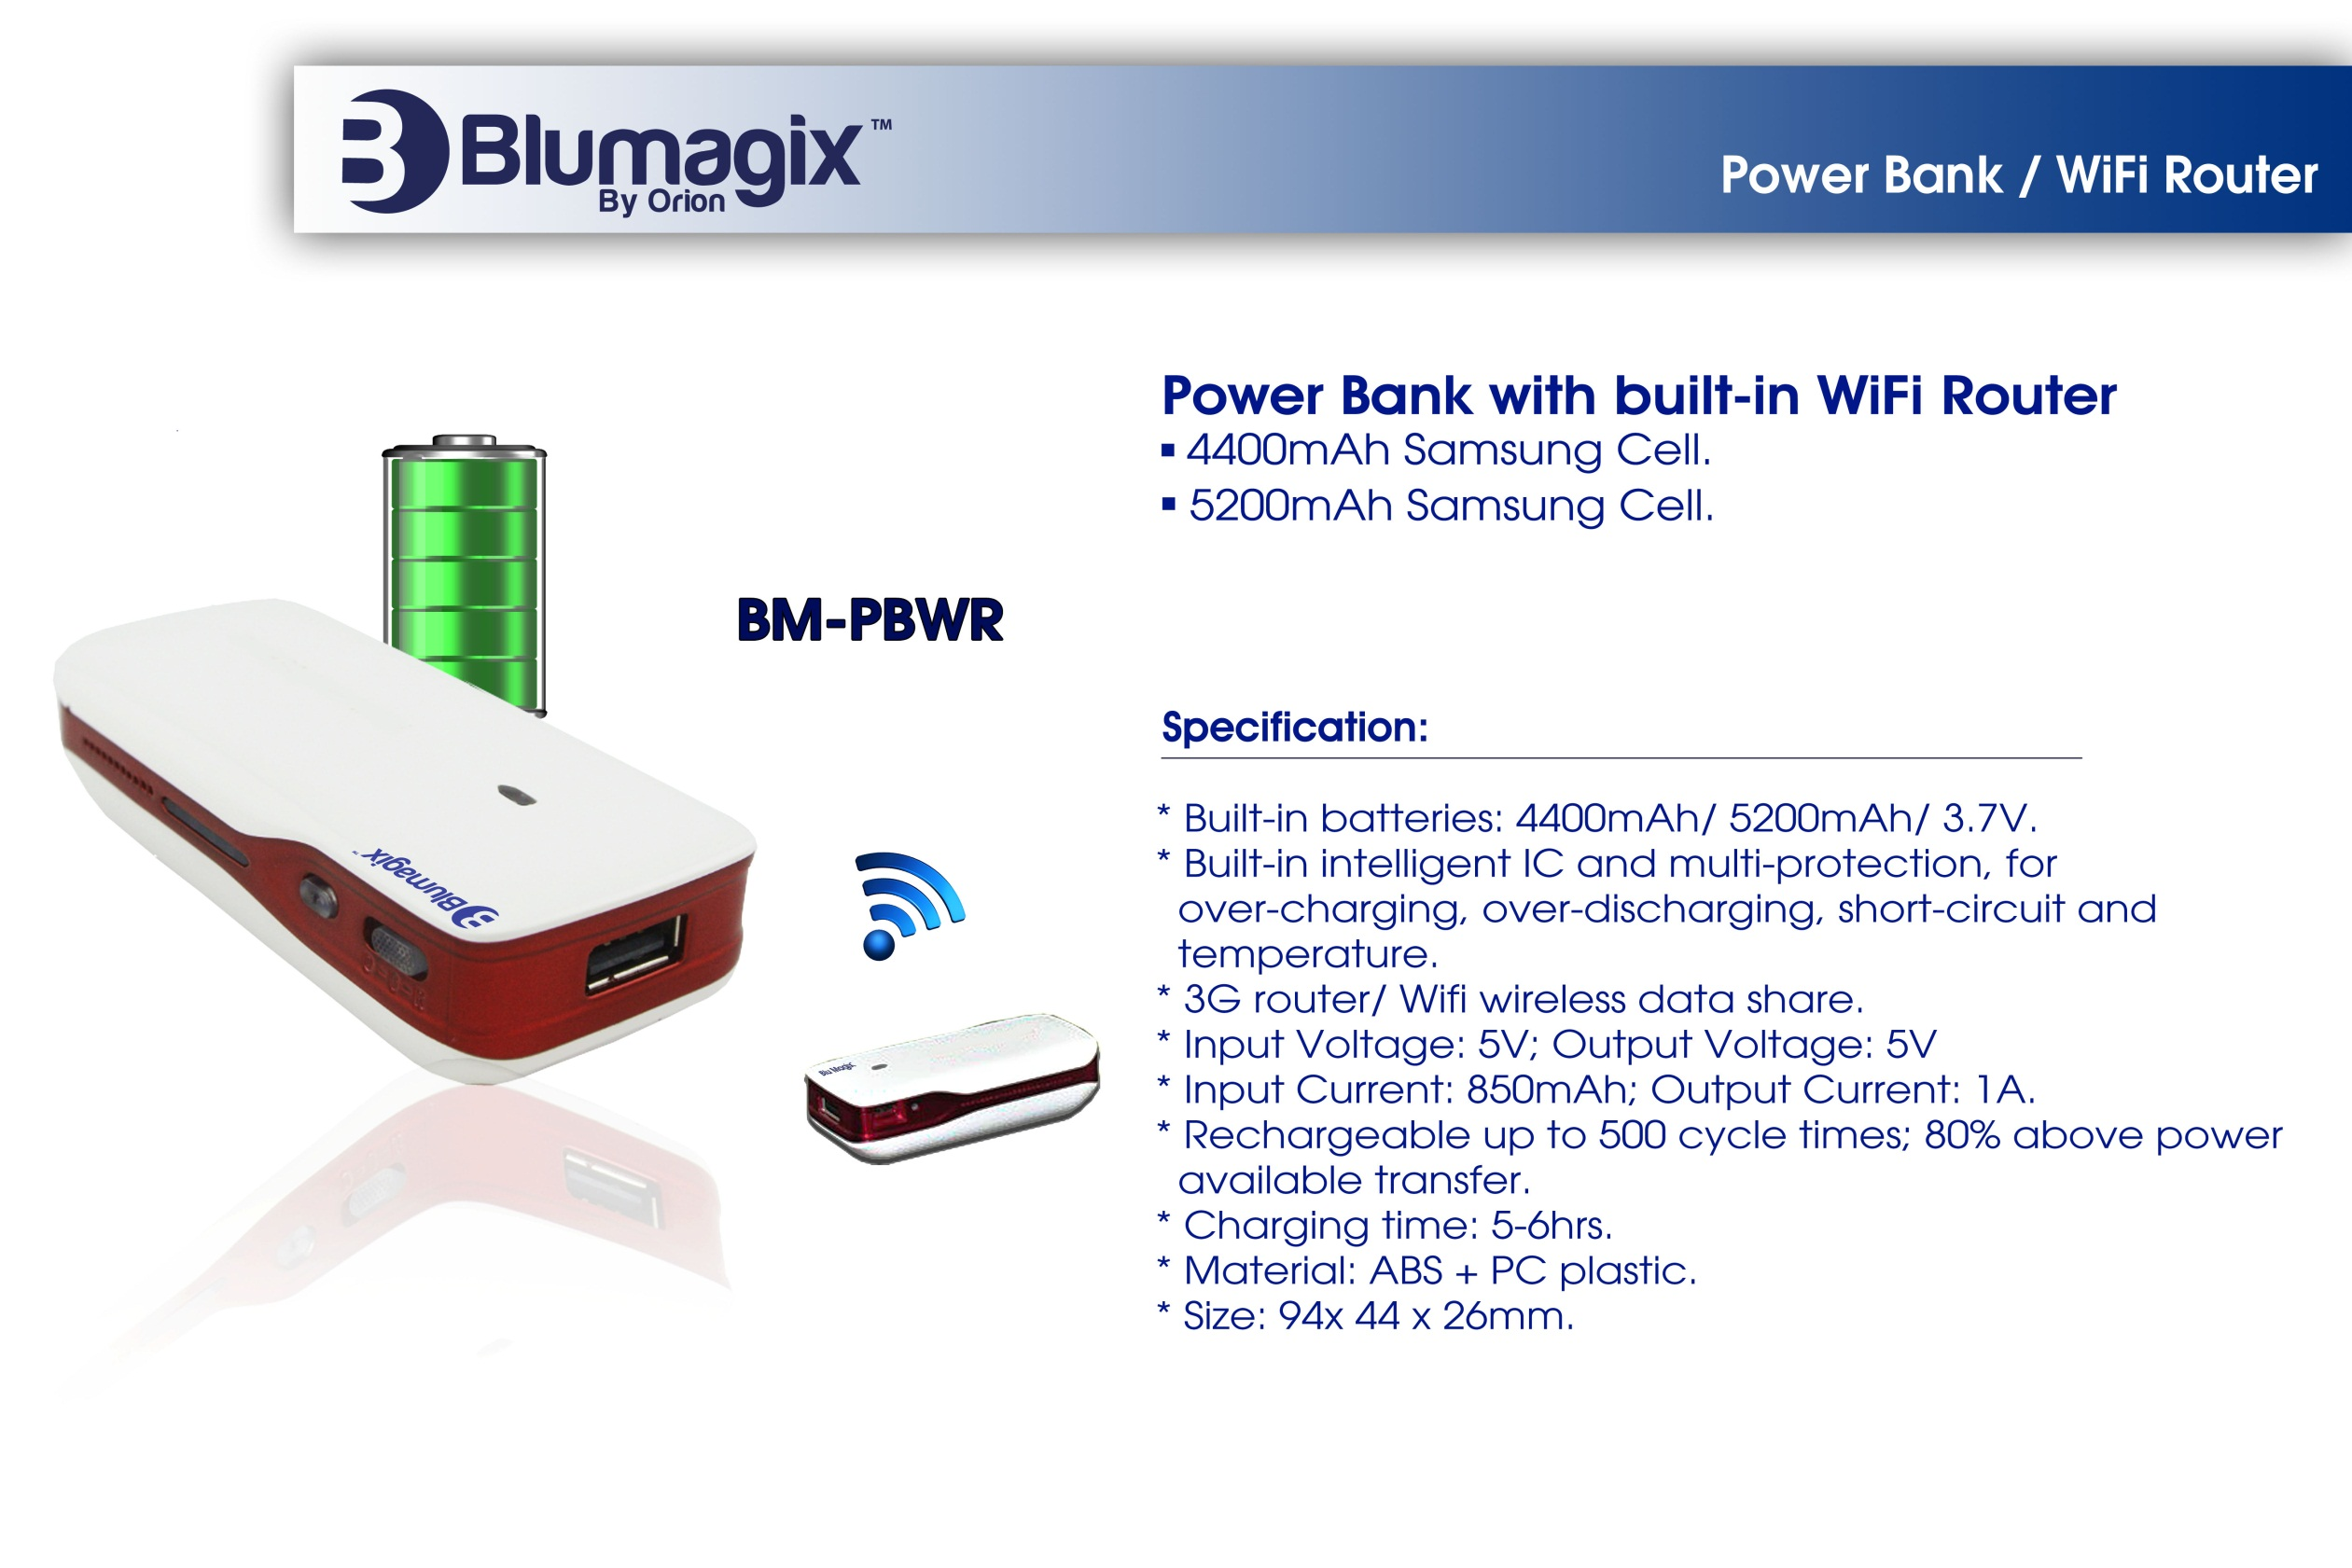 Blumagix™
By Orion
Power Bank / WiFi Router
Power Bank with built-in WiFi Router
▪ 4400mAh Samsung Cell.
▪ 5200mAh Samsung Cell.
BM-PBWR
Specification:
* Built-in batteries: 4400mAh/ 5200mAh/ 3.7V.
* Built-in intelligent IC and multi-protection, for
over-charging, over-discharging, short-circuit and
temperature.
* 3G router/ Wifi wireless data share.
* Input Voltage: 5V; Output Voltage: 5V
* Input Current: 850mAh; Output Current: 1A.
* Rechargeable up to 500 cycle times; 80% above power
available transfer.
* Charging time: 5-6hrs.
* Material: ABS + PC plastic.
* Size: 94x 44 x 26mm.
Blumagix™
Blu Magix